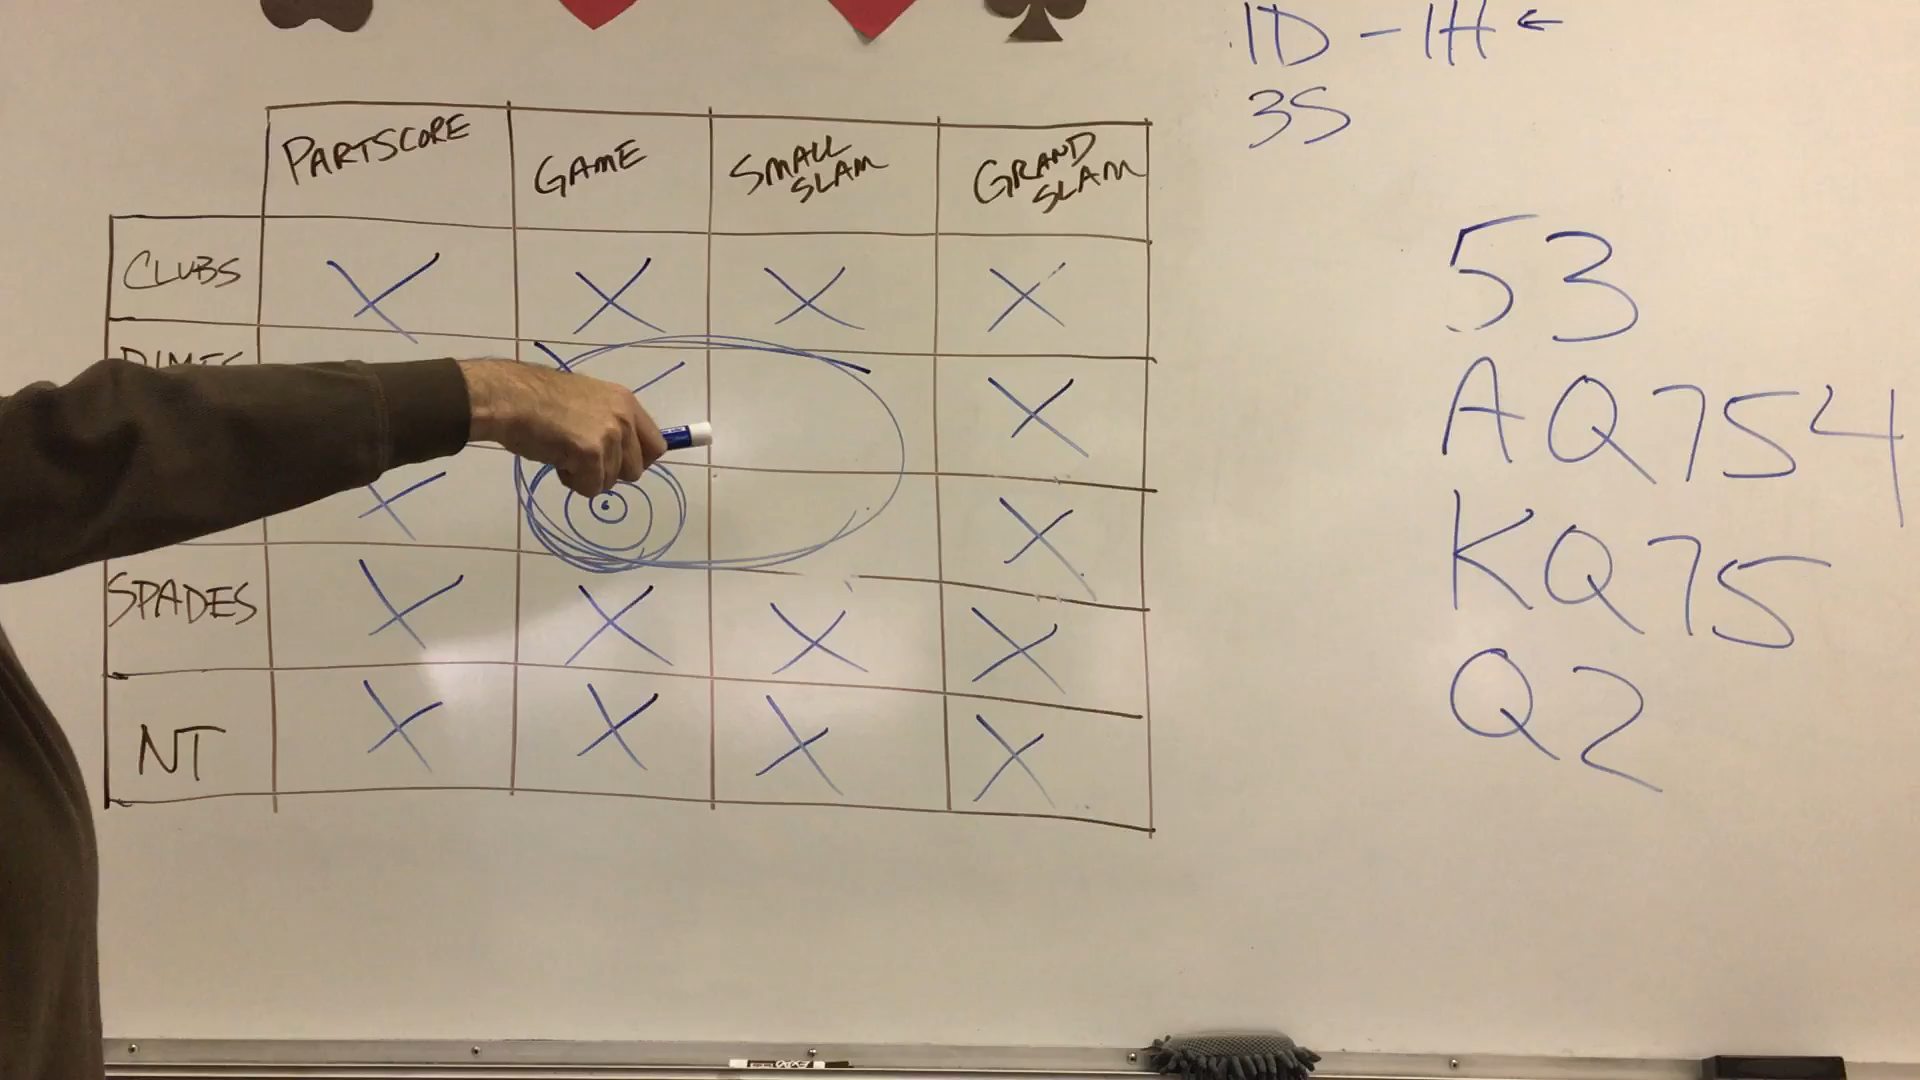 1D - 1H ←
3S
PARTSCORE GAME SMALL SLAM GRAND SLAM
CLUBS X X X X
X X
X X
SPADES X X X X
NT X X X X
53
AQ754
KQ75
Q2